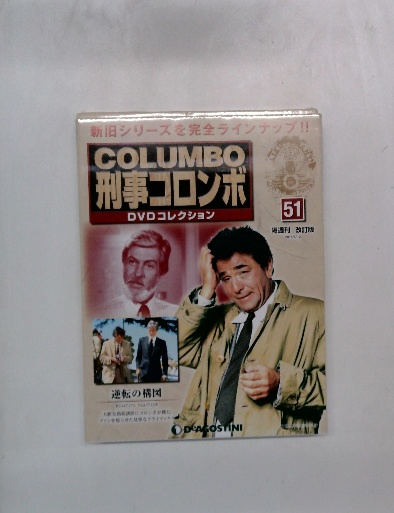 新旧シリーズを完全ラインナップ!!
COLUMBO
刑事コロンボ
DVDコレクション
51
隔週刊 改訂版
逆転の構図
DeAGOSTINI